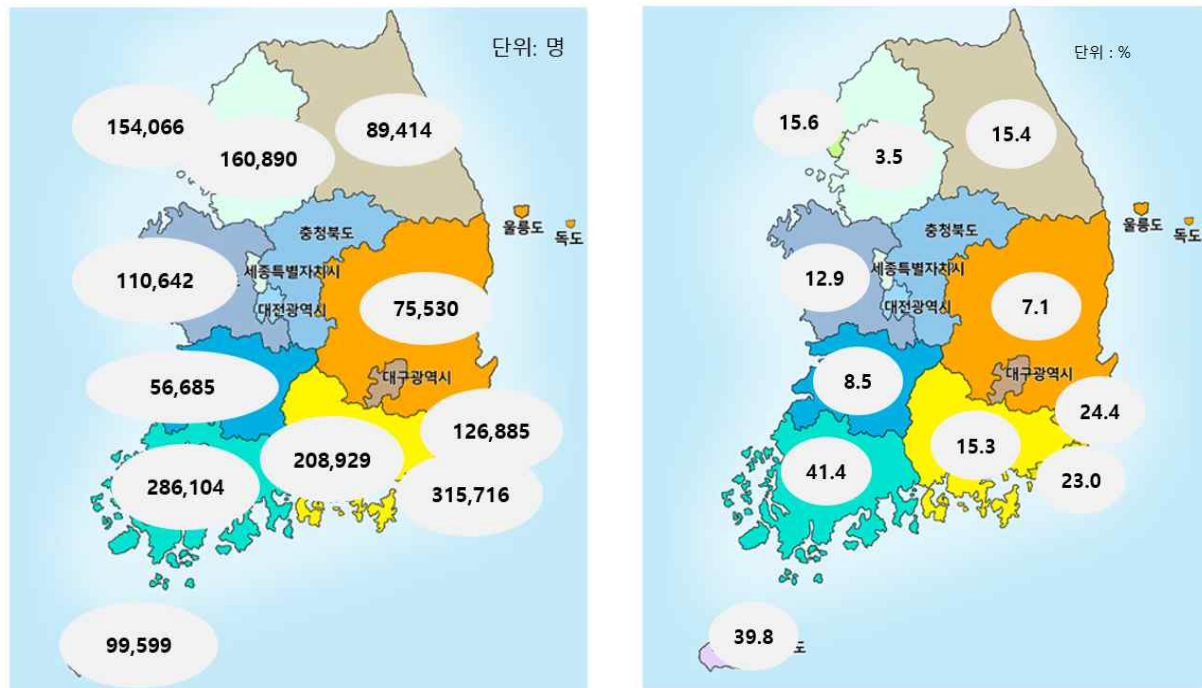 단위: 명
154,066
89,414
160,890
울릉도
독도
충청북도
세종특별자치시
110,642
대전광역시
75,530
대구광역시
56,685
126,885
208,929
286,104
315,716
99,599
단위 : %
15.6
15.4
3.5
울릉도
독도
충청북도
세종특별자치시
12.9
대전광역시
7.1
대구광역시
8.5
24.4
15.3
41.4
23.0
39.8
도